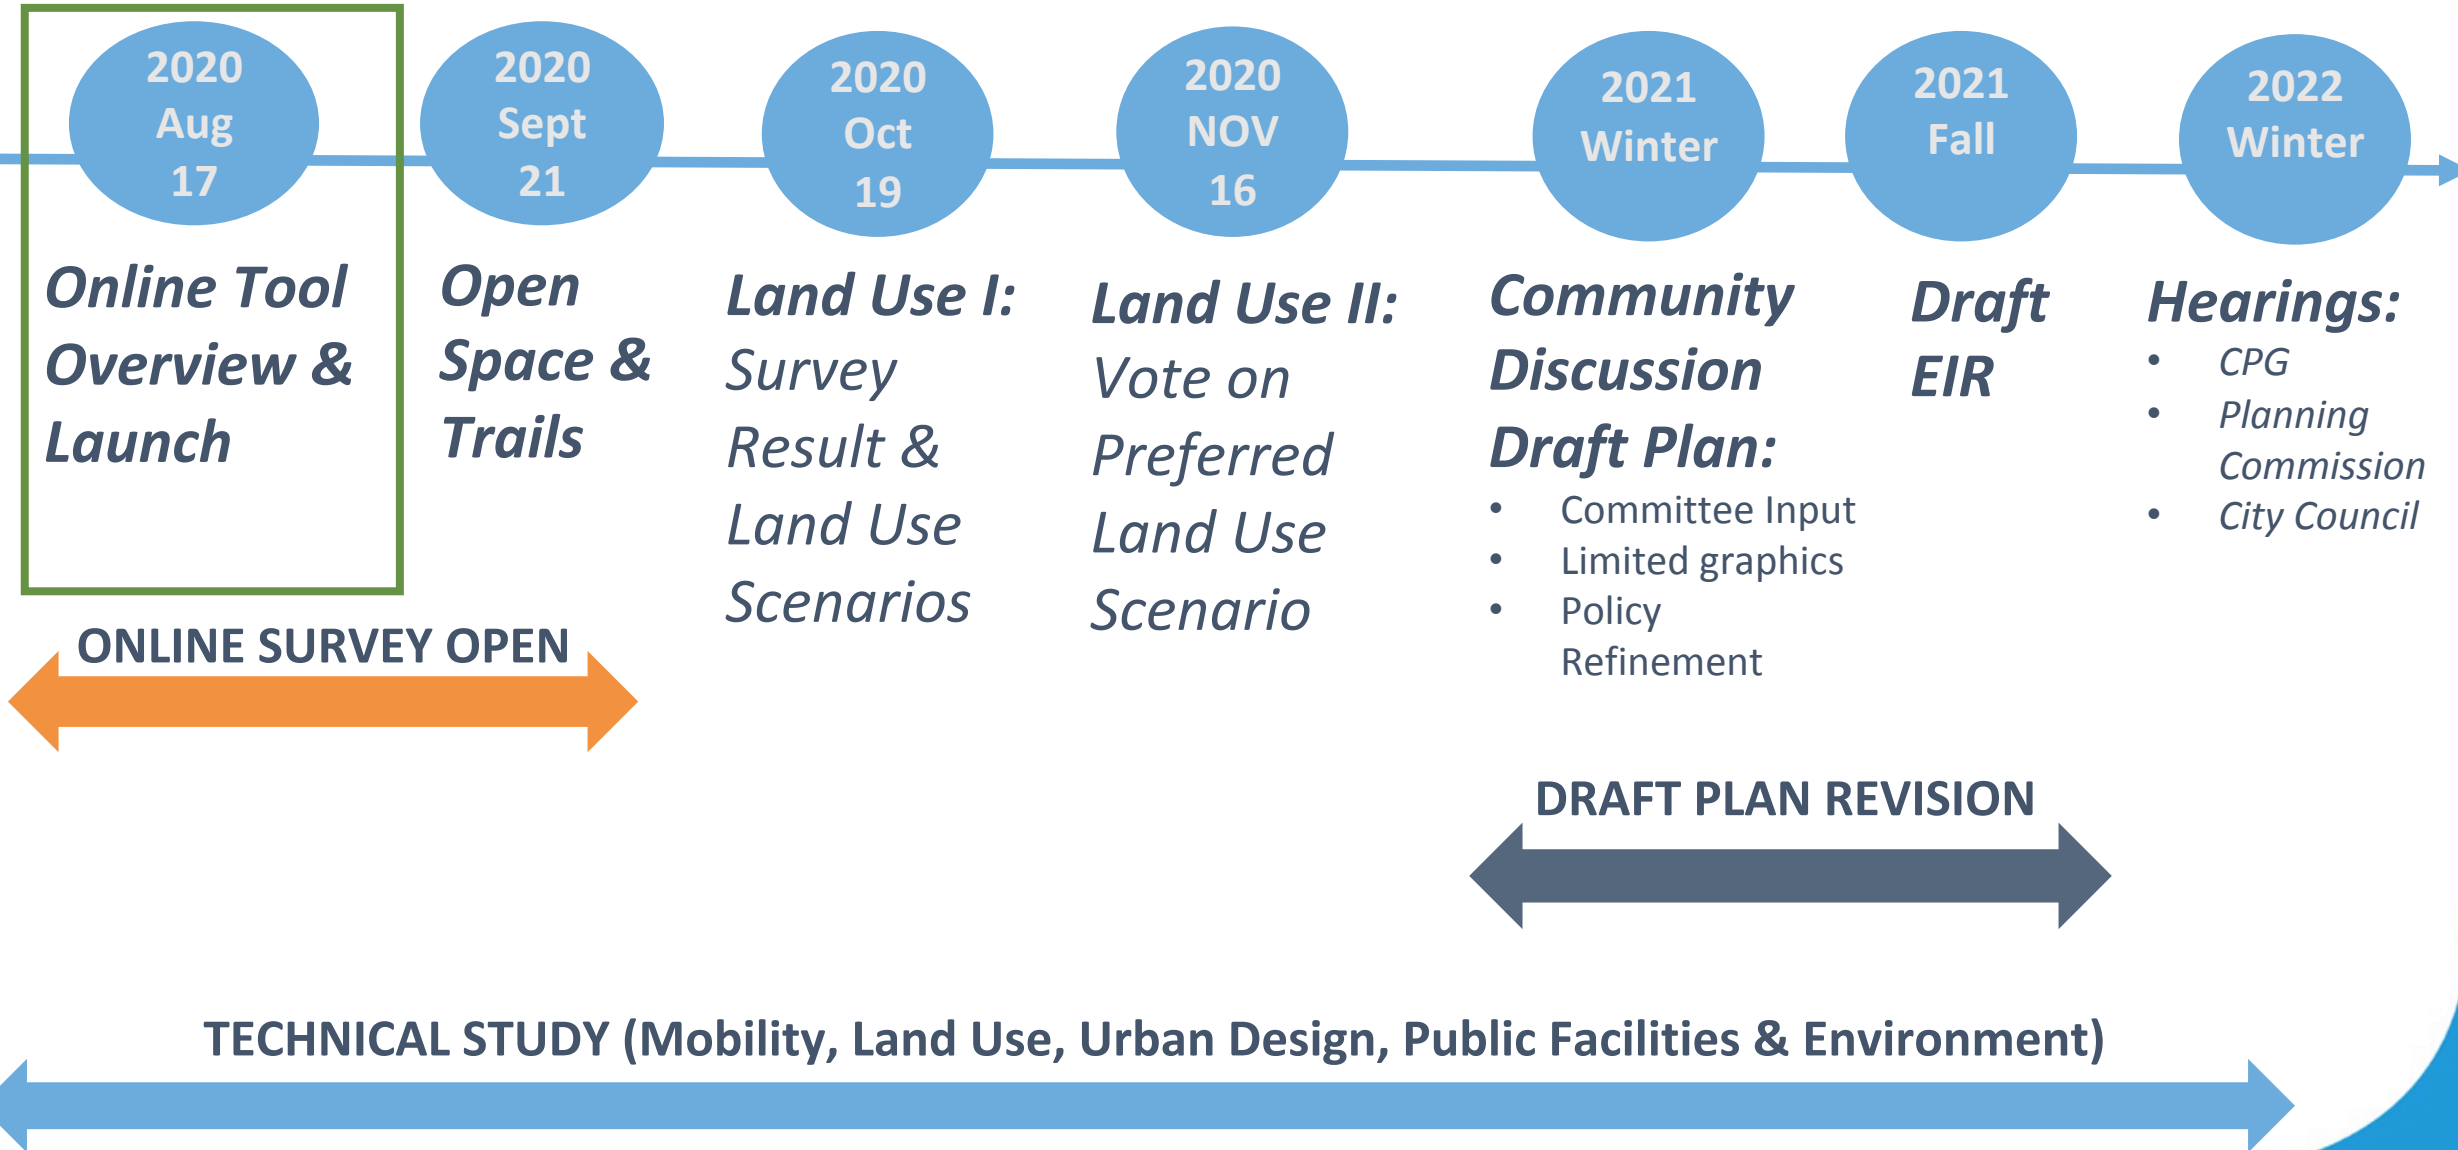 2020
Aug
17
Online Tool
Overview &
Launch
2020
Sept
21
Open
Space &
Trails
2020
Oct
19
Land Use I:
Survey
Result &
Land Use
Scenarios
2020
NOV
16
Land Use II:
Vote on
Preferred
Land Use
Scenario
2021
Winter
Community
Discussion
Draft Plan:
• Committee Input
• Limited graphics
• Policy
Refinement
2021
Fall
Draft
EIR
2022
Winter
Hearings:
• CPG
• Planning
Commission
• City Council
ONLINE SURVEY OPEN
DRAFT PLAN REVISION
TECHNICAL STUDY (Mobility, Land Use, Urban Design, Public Facilities & Environment)